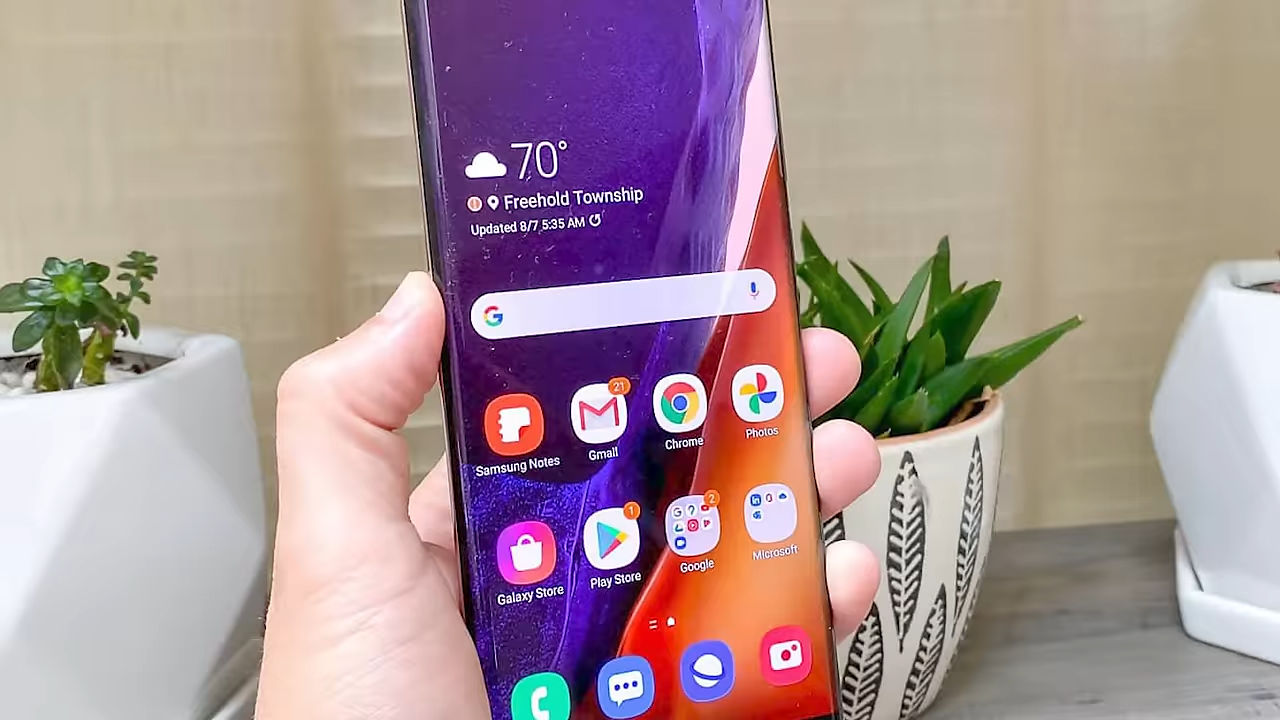 70°
Freehold Township
Updated 8/7 5:35 AM
21
Samsung Notes
Gmail
Chrome
Photos
1
2
Galaxy Store
Play Store
Google
Microsoft